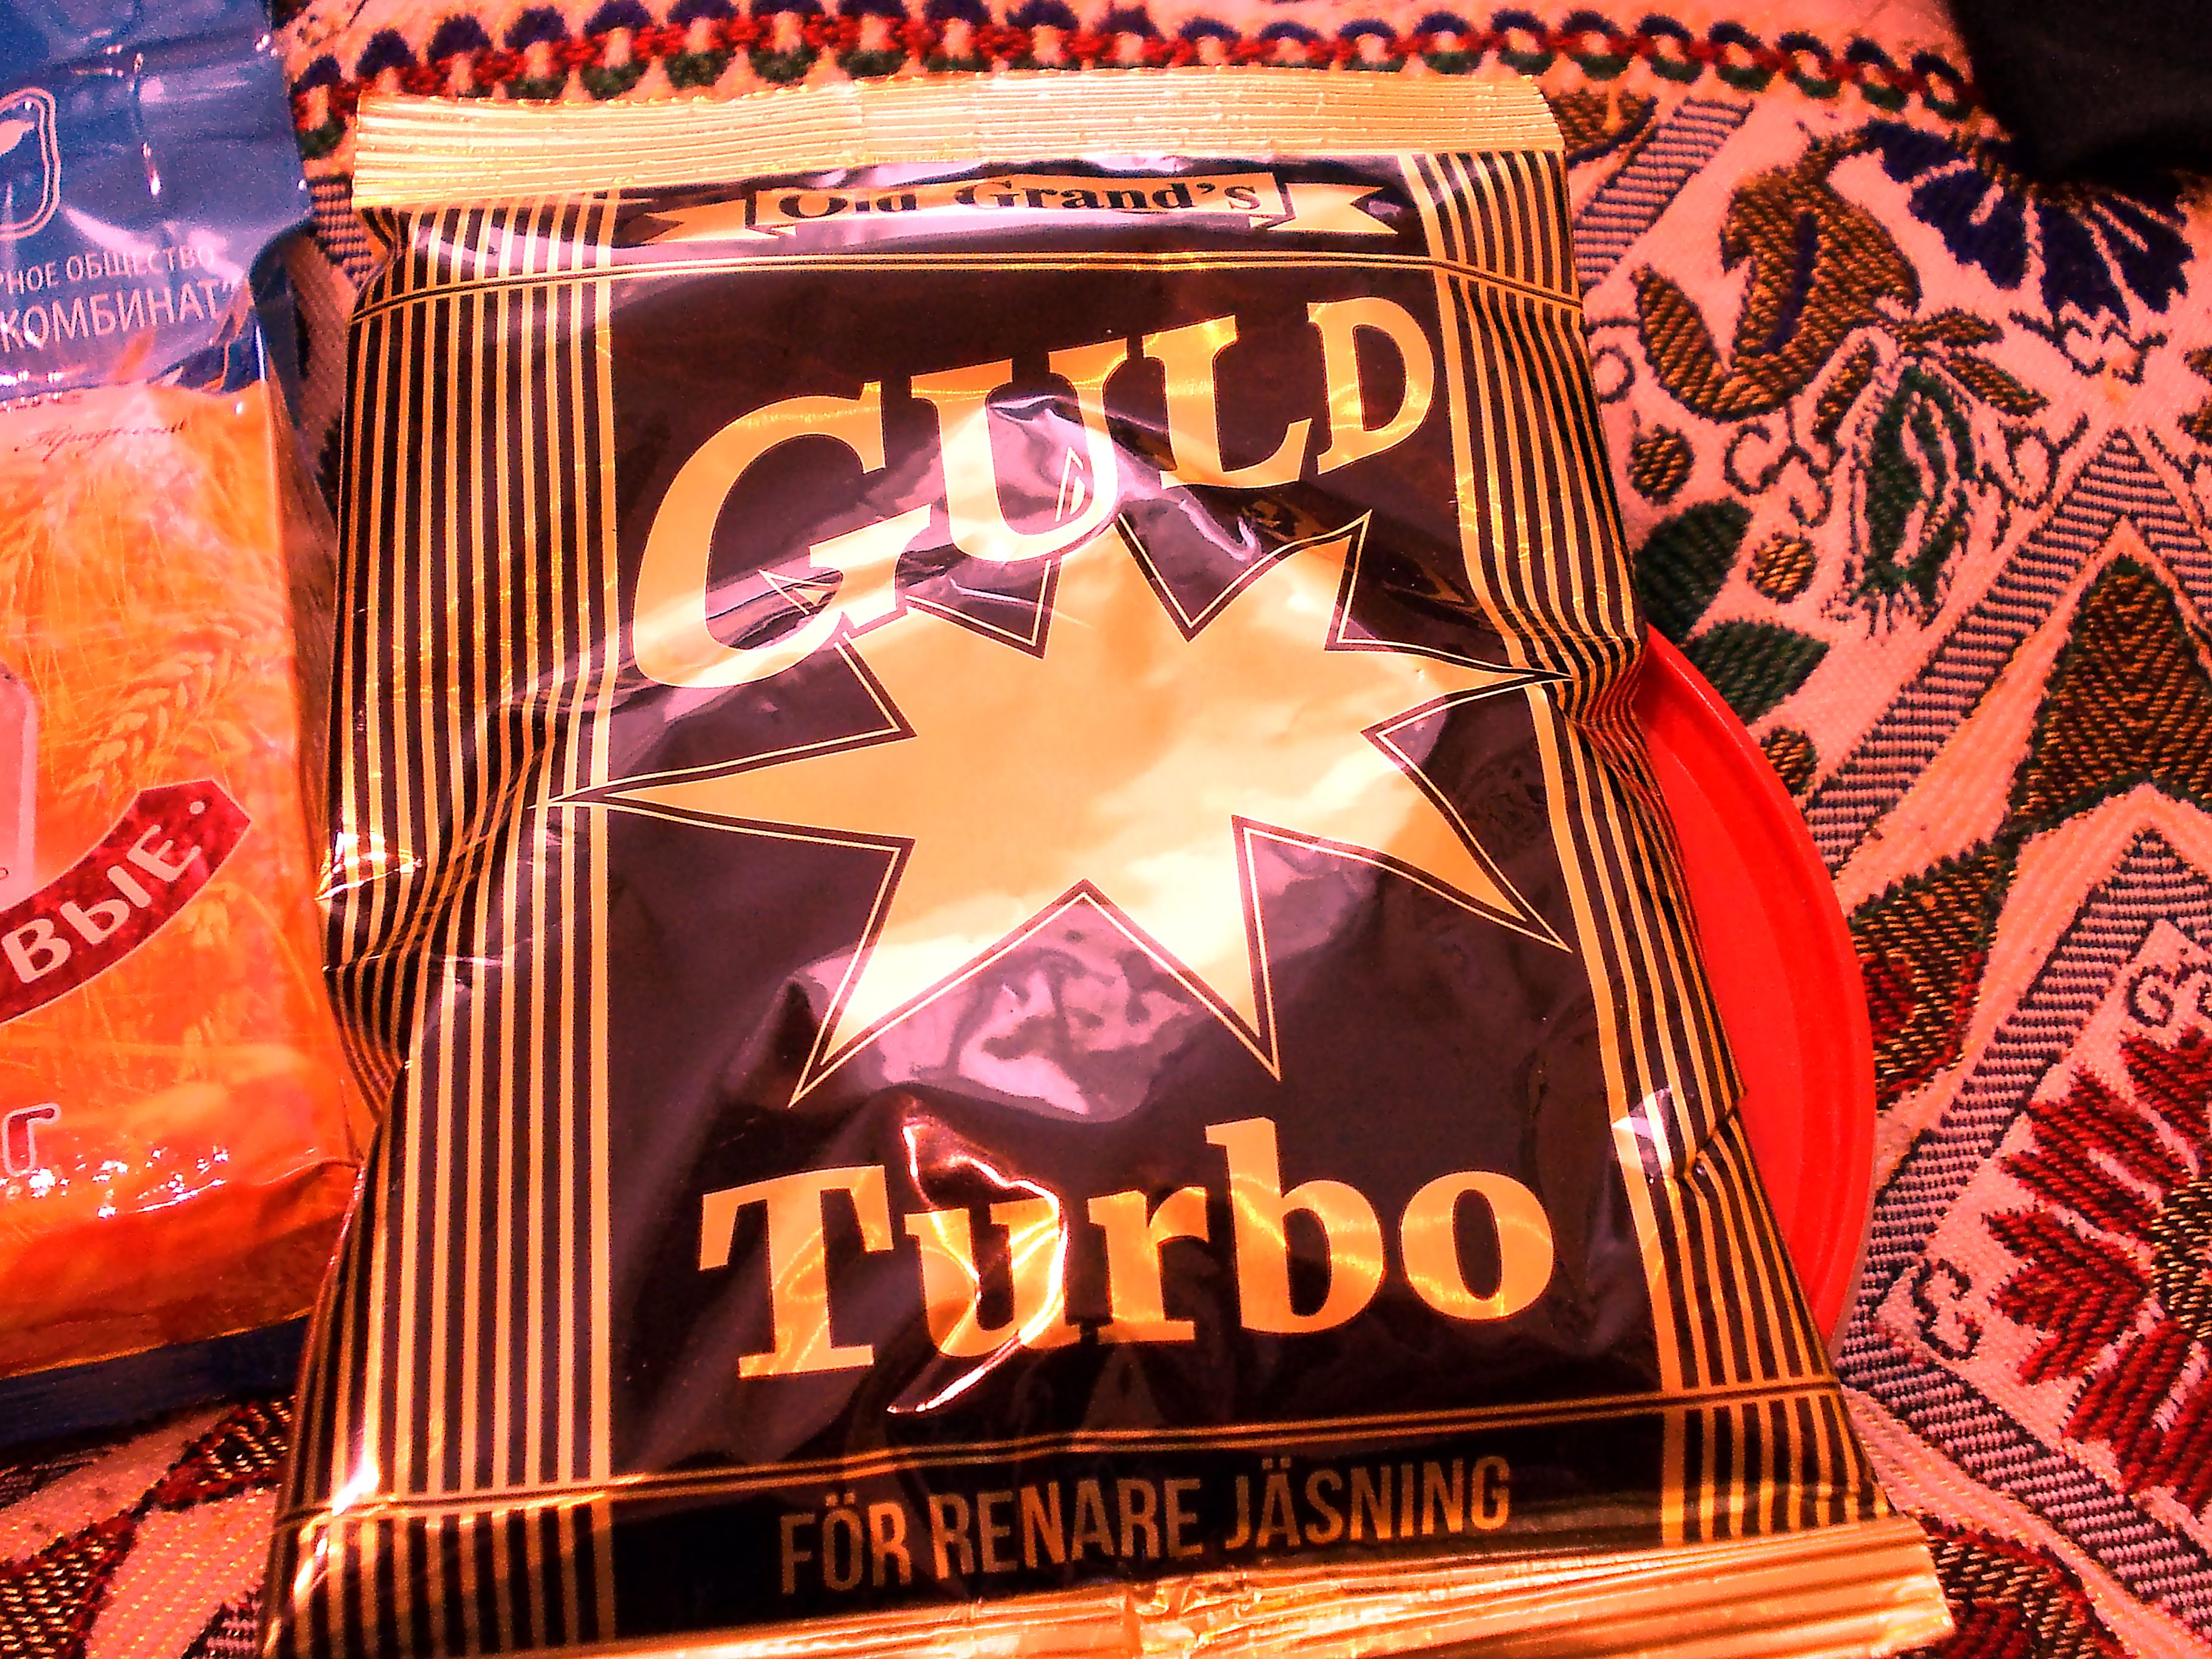 Old Grand's
GULD
Turbo
FÖR RENARE JÄSNING
РНОЕ ОБЩЕСТВО
КОМБИНАТ"
ВЫЕ.
г